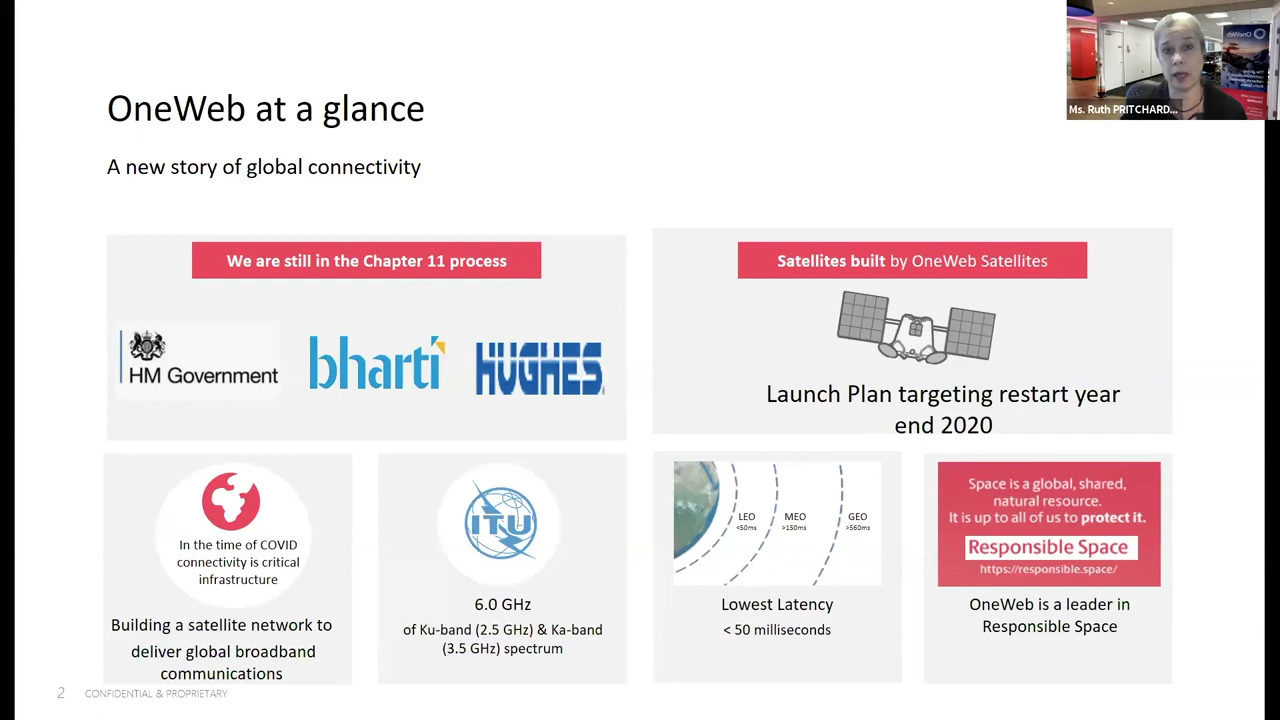 OneWeb at a glance
A new story of global connectivity
Ms. Ruth PRITCHARD...
We are still in the Chapter 11 process
HM Government
bharti
HUGHES
Satellites built by OneWeb Satellites
Launch Plan targeting restart year
end 2020
In the time of COVID
connectivity is critical
infrastructure
Building a satellite network to
deliver global broadband
communications
ITU
6.0 GHz
of Ku-band (2.5 GHz) & Ka-band
(3.5 GHz) spectrum
LEO
<50ms
MEO
>150ms
GEO
>560ms
Lowest Latency
< 50 milliseconds
Space is a global, shared,
natural resource.
It is up to all of us to protect it.
Responsible Space
https://responsible.space/
OneWeb is a leader in
Responsible Space
2 CONFIDENTIAL & PROPRIETARY